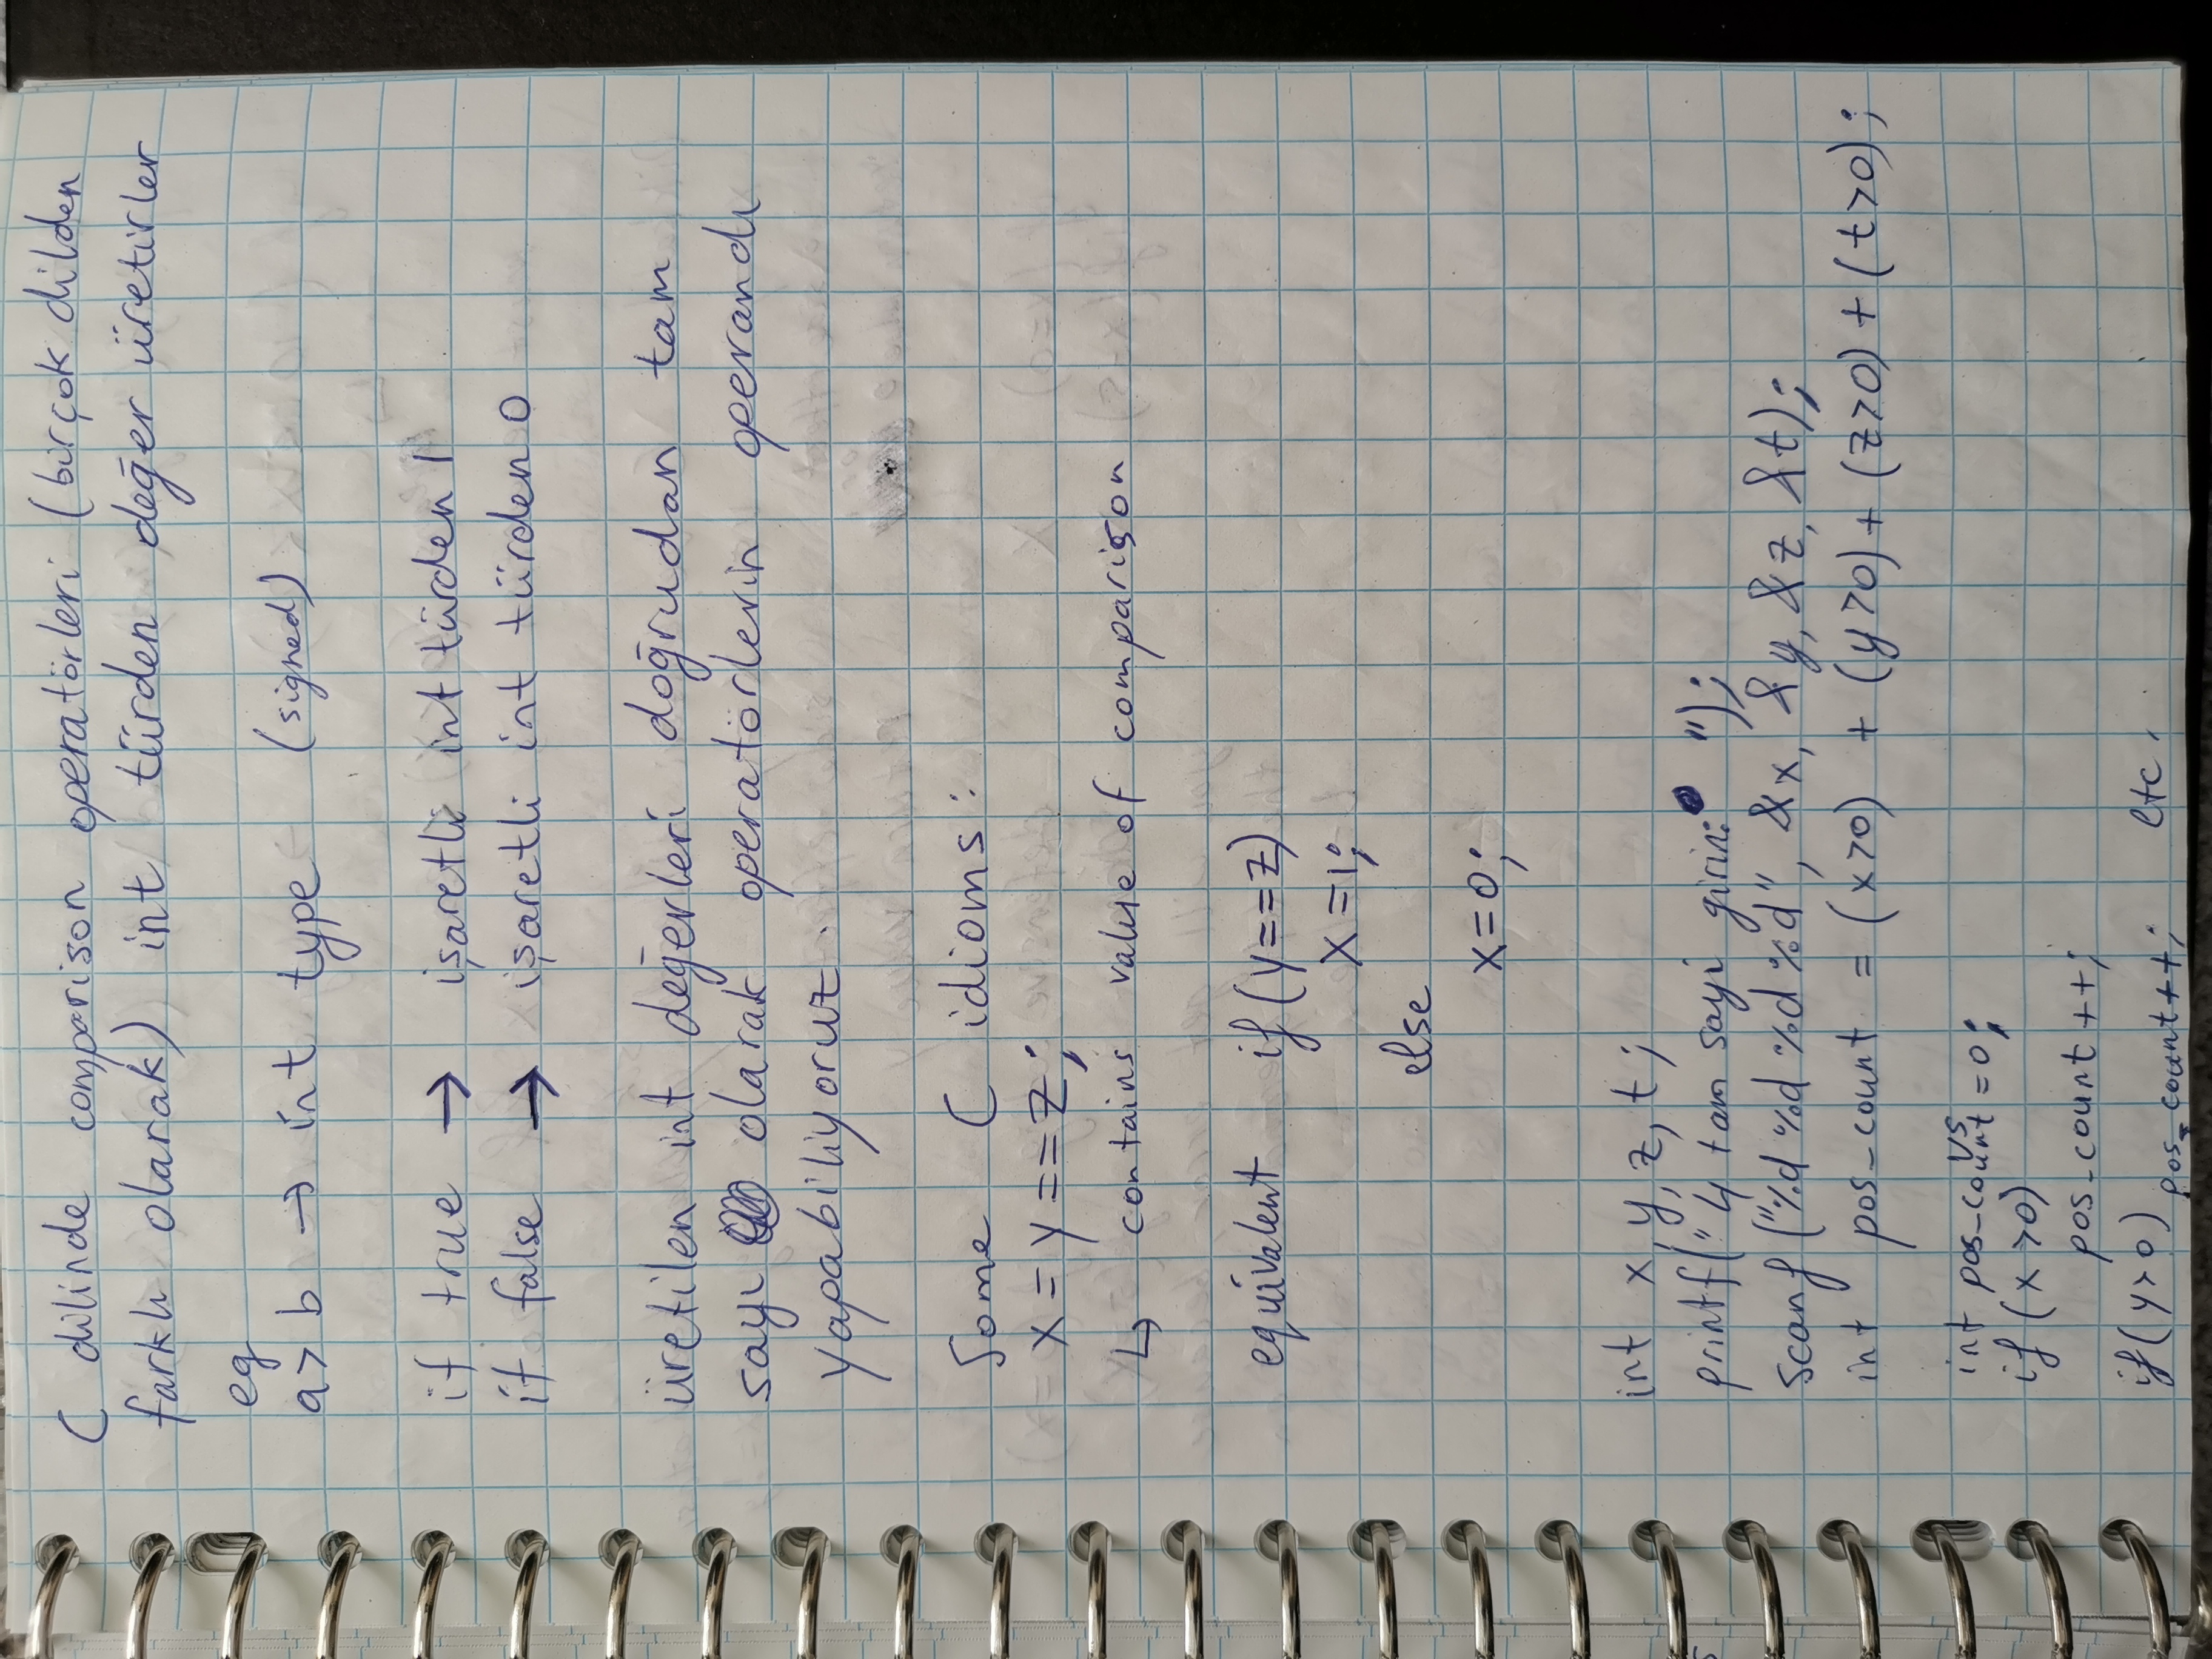 C dilinde comparison operatörleri (birçok dilden
farklı olarak) int türden değer üretirler
eg
a > b → int type (signed)
if true → işaretli int türden 1
if false → işaretli int türden 0
üretilen int değerleri doğrudan tam
sayı olarak operatörlerin operandı
yapabiliyoruz.
Some C idioms:
x = y == z;
↳ contains value of comparison
equivalent if (y==z)
x = 1;
else
x = 0;
int x, y, z, t;
printf("4 tam sayi girin: ");
scanf("%d %d %d %d", &x, &y, &z, &t);
int pos_count = (x>0) + (y>0) + (z>0) + (t>0);
vs
int pos_count = 0;
if (x >0)
pos_count ++;
if (y> 0) pos_count++; etc.